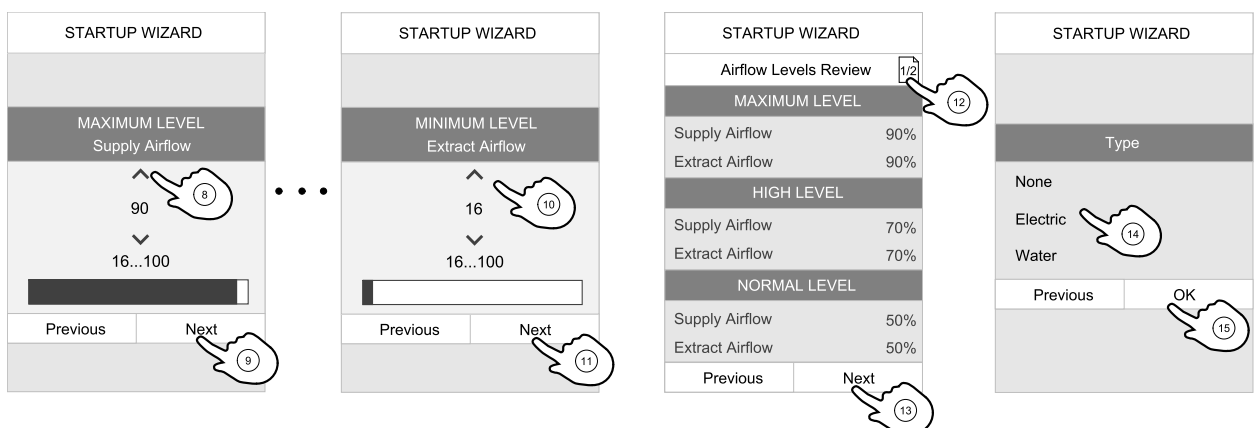 STARTUP WIZARD
MAXIMUM LEVEL
Supply Airflow
8
90
16...100
Previous Next
9
STARTUP WIZARD
MINIMUM LEVEL
Extract Airflow
10
16
16...100
Previous Next
11
STARTUP WIZARD
Airflow Levels Review 1/2
12
MAXIMUM LEVEL
Supply Airflow 90%
Extract Airflow 90%
HIGH LEVEL
Supply Airflow 70%
Extract Airflow 70%
NORMAL LEVEL
Supply Airflow 50%
Extract Airflow 50%
Previous Next
13
STARTUP WIZARD
Type
None
Electric
14
Water
Previous OK
15